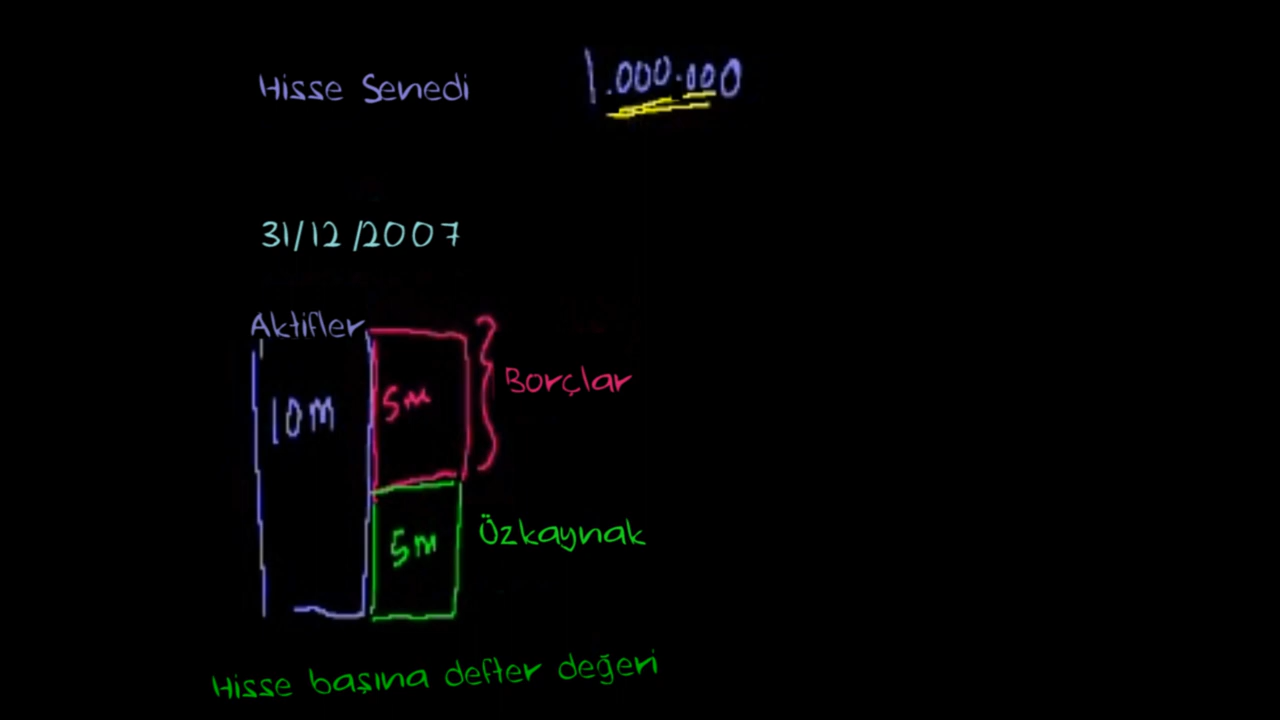 Hisse Senedi 1.000.000
31/12/2007
Aktifler
10M 5M Borçlar
5M Özkaynak
Hisse başına defter değeri